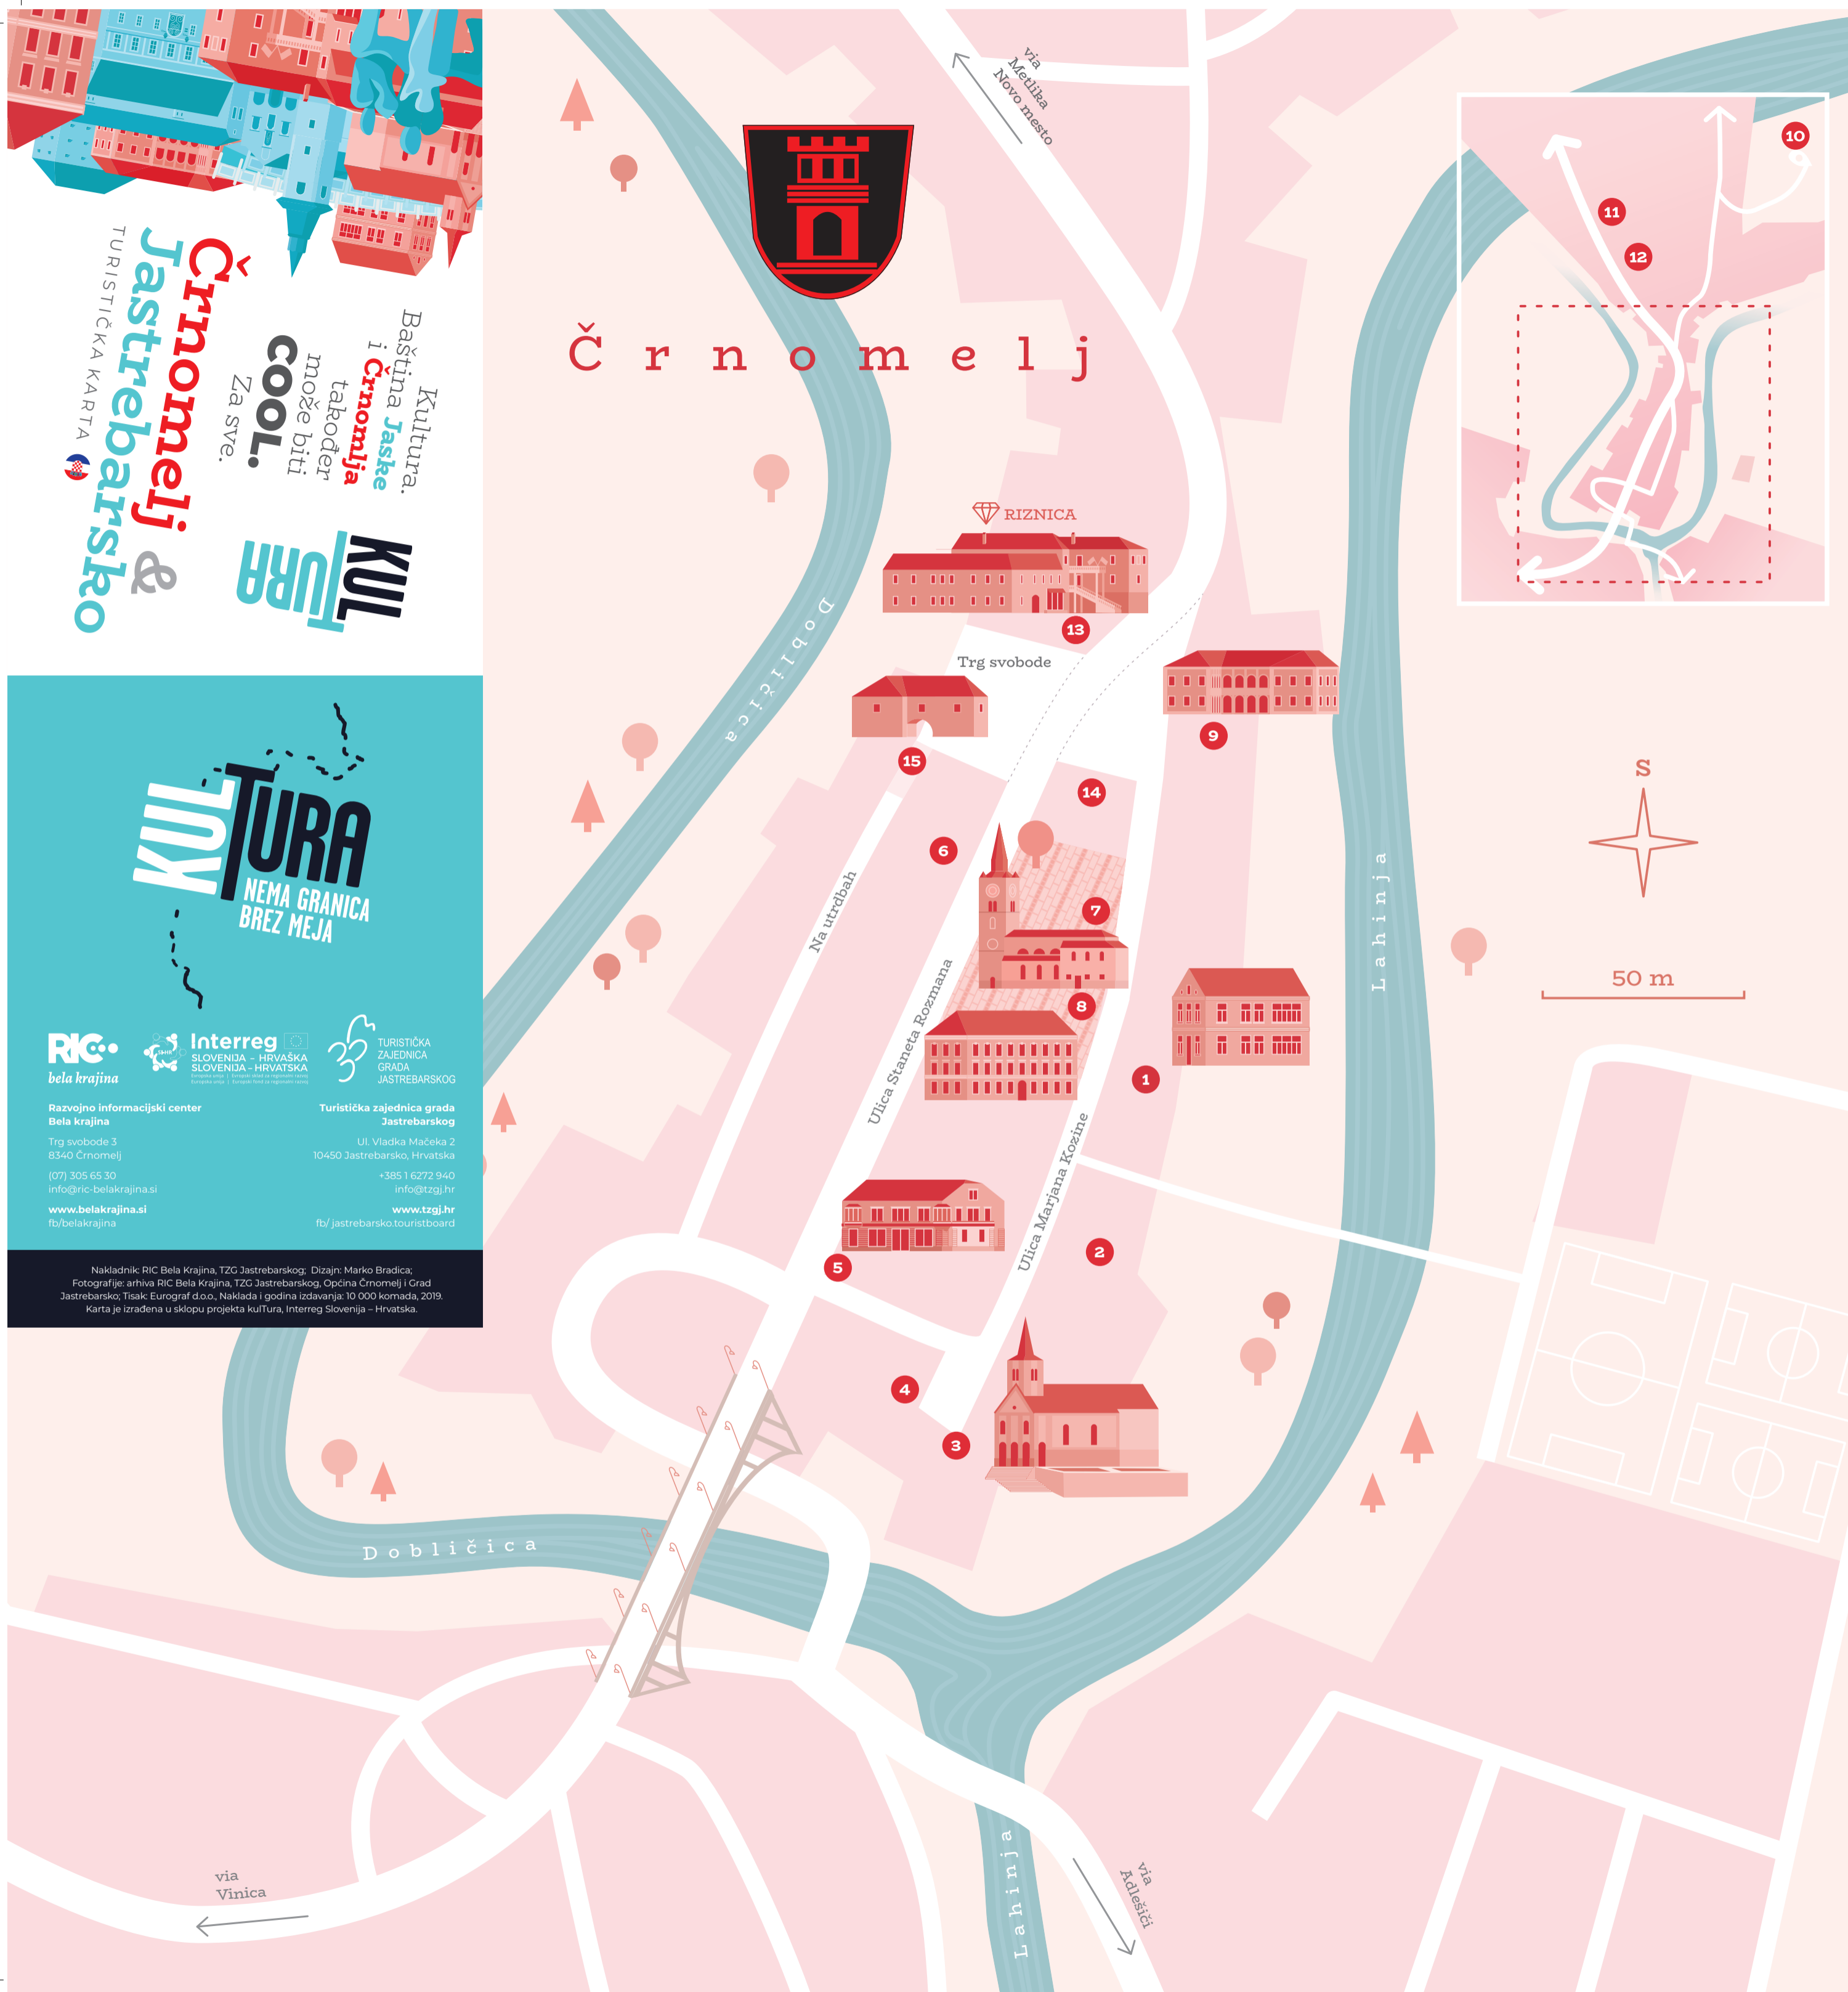 TURISTIČKA KARTA
Jastrebarsko
Črnomelj &
Kultura.
Baština Jaske
i Črnomlja
također
može biti
COOL.
Za sve.
KUL
TURA
KULTURA
NEMA GRANICA
BREZ MEJA
RIC
bela krajina
Interreg
SLOVENIJA – HRVAŠKA
SLOVENIJA – HRVATSKA
TURISTIČKA
ZAJEDNICA
GRADA
JASTREBARSKOG
Razvojno informacijski center
Bela krajina
Trg svobode 3
8340 Črnomelj
(07) 305 65 30
info@ric-belakrajina.si
www.belakrajina.si
fb/belakrajina
Turistička zajednica grada
Jastrebarskog
Ul. Vladka Mačeka 2
10450 Jastrebarsko, Hrvatska
+385 1 6272 940
info@tzgj.hr
www.tzgj.hr
fb/ jastrebarsko.touristboard
Nakladnik: RIC Bela Krajina, TZG Jastrebarskog; Dizajn: Marko Bradica;
Fotografije: arhiva RIC Bela Krajina, TZG Jastrebarskog, Općina Črnomelj i Grad
Jastrebarsko; Tisak: Eurograf d.o.o., Naklada i godina izdavanja: 10 000 komada, 2019.
Karta je izrađena u sklopu projekta kulTura, Interreg Slovenija – Hrvatska.
via
Metlika
Novo mesto
Črnomelj
10
11
12
RIZNICA
13
Trg svobode
Dobličica
9
15
14
S
6
Na utrdbah
7
Lahinja
50 m
8
Ulica Staneta Rozmana
1
Ulica Marjana Kozine
2
5
4
3
Dobličica
via
Vinica
Lahinja
via
Adlešiči